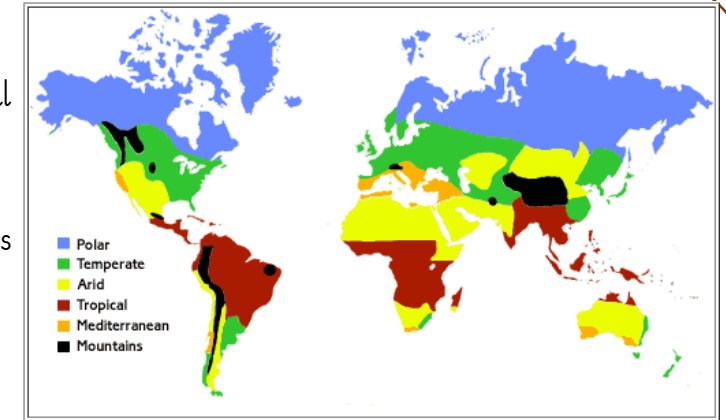 Polar
Temperate
Arid
Tropical
Mediterranean
Mountains